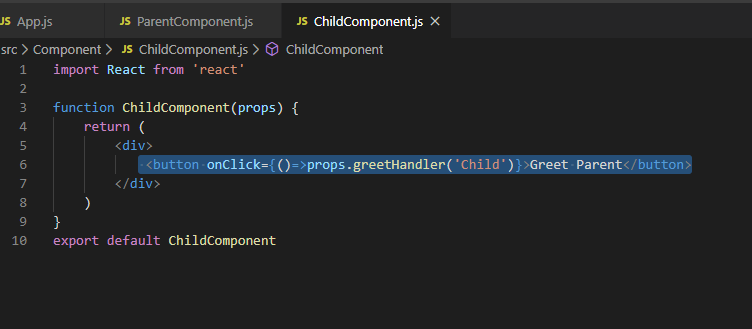 JS App.js JS ParentComponent.js JS ChildComponent.js ×
src > Component > JS ChildComponent.js > ChildComponent
1 import React from 'react'
2
3 function ChildComponent(props) {
4 return (
5 <div>
6 <button onClick={()=>props.greetHandler('Child')}>Greet Parent</button>
7 </div>
8 )
9 }
10 export default ChildComponent